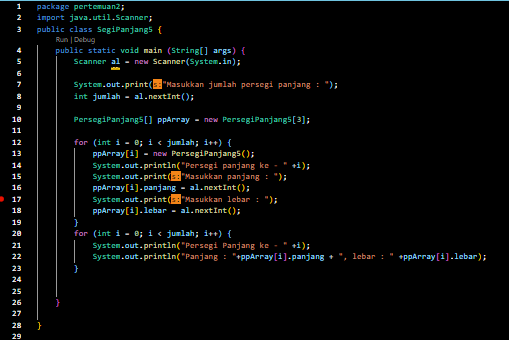 1 package pertemuan2;
2 import java.util.Scanner;
3 public class SegiPanjang5 {
Run | Debug
4 public static void main (String[] args) {
5 Scanner al = new Scanner(System.in);
6
7 System.out.print(s:"Masukkan jumlah persegi panjang : ");
8 int jumlah = al.nextInt();
9
10 PersegiPanjang5[] ppArray = new PersegiPanjang5[3];
11
12 for (int i = 0; i < jumlah; i++) {
13 ppArray[i] = new PersegiPanjang5();
14 System.out.println("Persegi panjang ke - " +i);
15 System.out.print(s:"Masukkan panjang : ");
16 ppArray[i].panjang = al.nextInt();
17 System.out.print(s:"Masukkan lebar : ");
18 ppArray[i].lebar = al.nextInt();
19 }
20 for (int i = 0; i < jumlah; i++) {
21 System.out.println("Persegi Panjang ke - " +i);
22 System.out.println("Panjang : "+ppArray[i].panjang + ", lebar : " +ppArray[i].lebar);
23 }
24
25
26 }
27
28 }
29